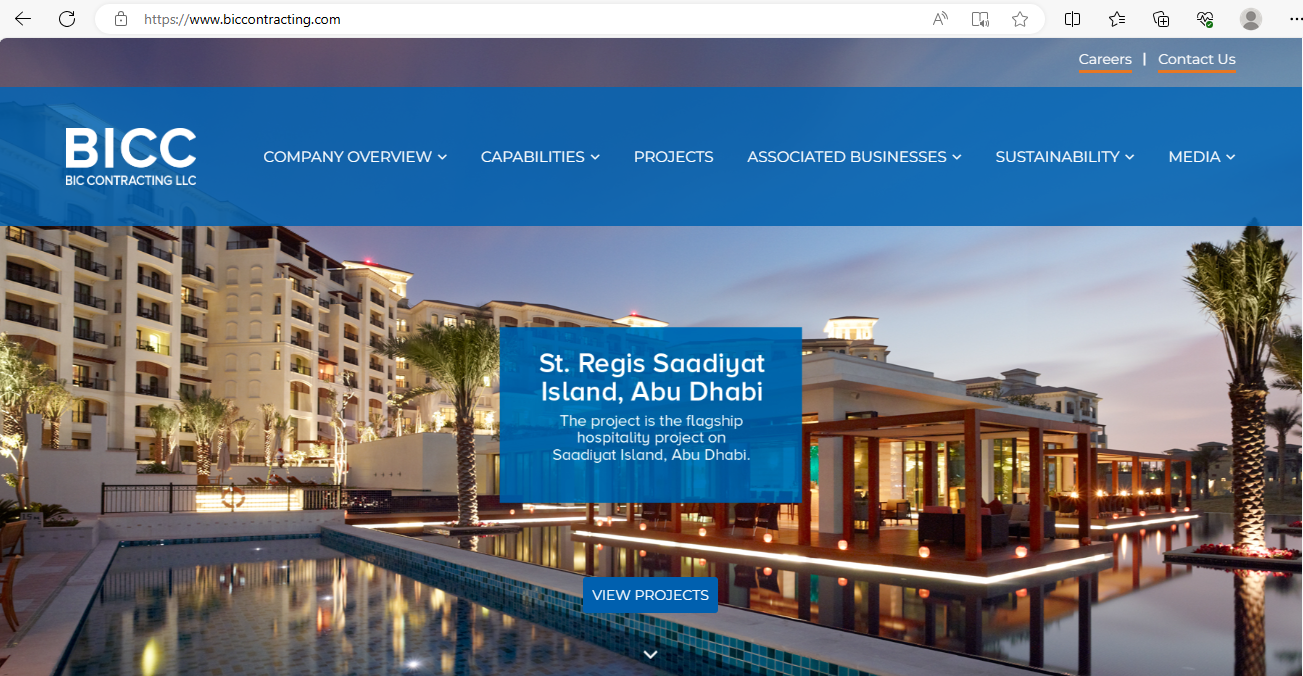 https://www.biccontracting.com
Careers | Contact Us
BICC
BIC CONTRACTING LLC
COMPANY OVERVIEW
CAPABILITIES
PROJECTS
ASSOCIATED BUSINESSES
SUSTAINABILITY
MEDIA
St. Regis Saadiyat
Island, Abu Dhabi
The project is the flagship
hospitality project on
Saadiyat Island, Abu Dhabi.
VIEW PROJECTS